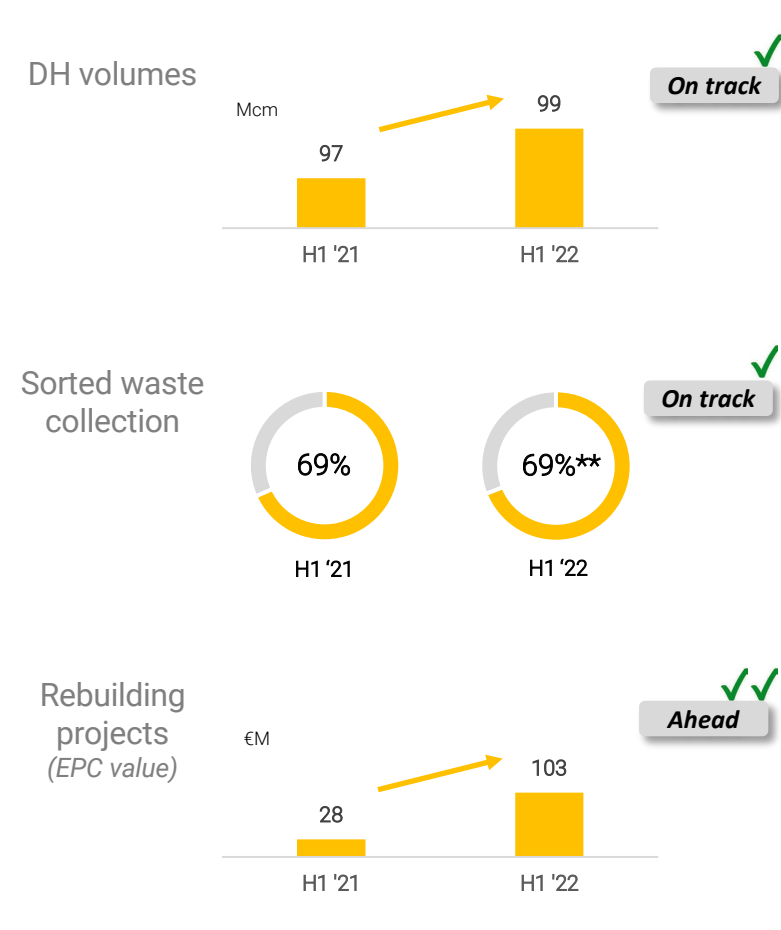 DH volumes
On track
Mcm
97
99
H1 '21
H1 '22
Sorted waste
collection
On track
69%
69%**
H1 ‘21
H1 ‘22
Rebuilding
projects
(EPC value)
Ahead
€M
28
103
H1 '21
H1 '22